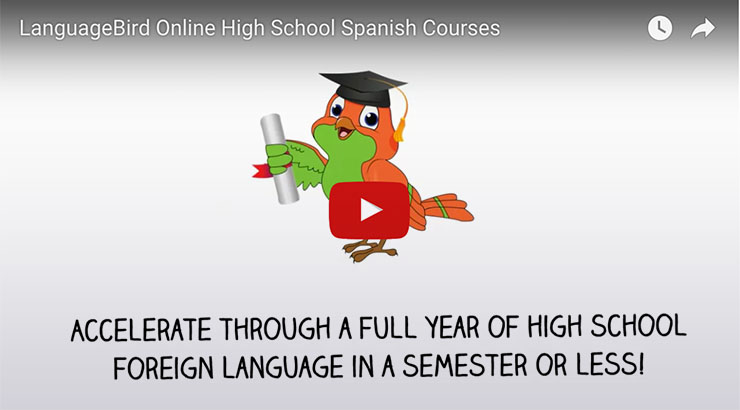 LanguageBird Online High School Spanish Courses
ACCELERATE THROUGH A FULL YEAR OF HIGH SCHOOL
FOREIGN LANGUAGE IN A SEMESTER OR LESS!